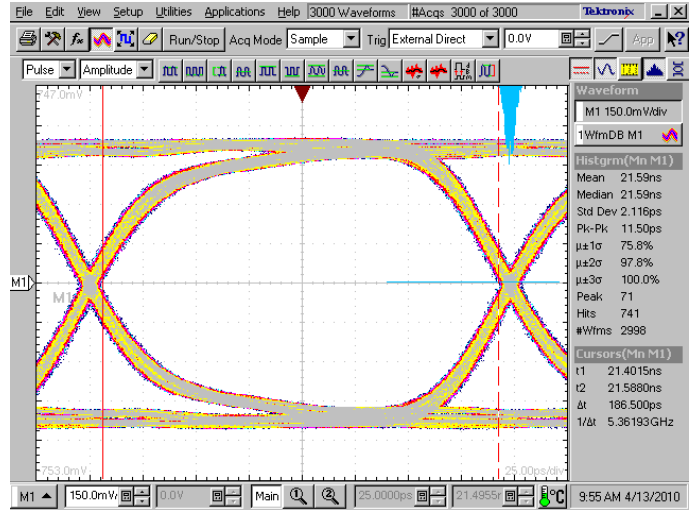 File Edit View Setup Utilities Applications Help 3000 Waveforms #Acqs 3000 of 3000 Tektronix
Run/Stop Acq Mode Sample Trig External Direct 0.0V App
Pulse Amplitude
747.0mV
Waveform
M1 150.0mV/div
1WfmDB M1
Histgrm(Mn M1)
Mean 21.59ns
Median 21.59ns
Std Dev 2.116ps
Pk-Pk 11.50ps
µ±1σ 75.8%
µ±2σ 97.8%
µ±3σ 100.0%
Peak 71
Hits 741
#Wfms 2998
M1
M1
Cursors(Mn M1)
t1 21.4015ns
t2 21.5880ns
Δt 186.500ps
1/Δt 5.36193GHz
-753.0mV 25.00ps/div
M1 150.0mV 0.0V Main 1 2 25.0000ps 21.4955r °C 9:55 AM 4/13/2010